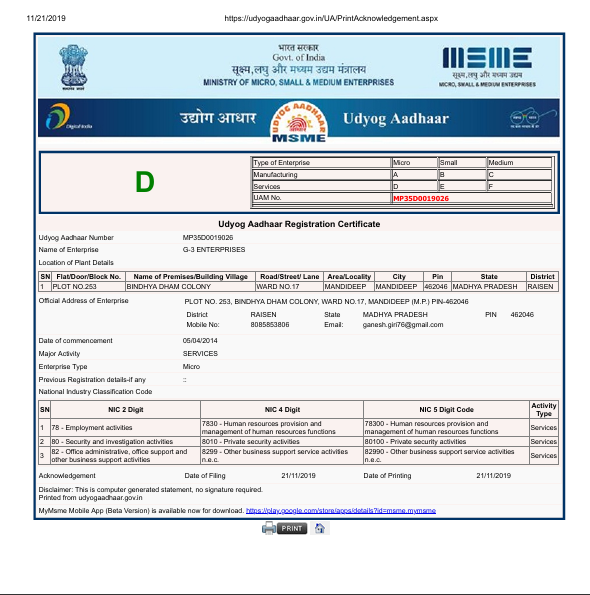 11/21/2019 https://udyogaadhaar.gov.in/UA/PrintAcknowledgement.aspx
भारत सरकार
Govt. of India
सूक्ष्म,लघु और मध्यम उद्यम मंत्रालय
MINISTRY OF MICRO, SMALL & MEDIUM ENTERPRISES
सूक्ष्म,लघु और मध्यम उद्यम
MICRO, SMALL & MEDIUM ENTERPRISES
Digital India
उद्योग आधार
UDYOG AADHAAR
MSME
Udyog Aadhaar
D
Type of Enterprise Micro Small Medium
Manufacturing A B C
Services D E F
UAM No. MP35D0019026
Udyog Aadhaar Registration Certificate
Udyog Aadhaar Number MP35D0019026
Name of Enterprise G-3 ENTERPRISES
Location of Plant Details
SN Flat/Door/Block No. Name of Premises/Building Village Road/Street/ Lane Area/Locality City Pin State District
1 PLOT NO.253 BINDHYA DHAM COLONY WARD NO.17 MANDIDEEP MANDIDEEP 462046 MADHYA PRADESH RAISEN
Official Address of Enterprise PLOT NO. 253, BINDHYA DHAM COLONY, WARD NO.17, MANDIDEEP (M.P.) PIN-462046
District RAISEN State MADHYA PRADESH PIN 462046
Mobile No: 8085853806 Email: ganesh.giri76@gmail.com
Date of commencement 05/04/2014
Major Activity SERVICES
Enterprise Type Micro
Previous Registration details-if any ::
National Industry Classification Code
SN NIC 2 Digit NIC 4 Digit NIC 5 Digit Code Activity Type
1 78 - Employment activities 7830 - Human resources provision and management of human resources functions 78300 - Human resources provision and management of human resources functions Services
2 80 - Security and investigation activities 8010 - Private security activities 80100 - Private security activities Services
3 82 - Office administrative, office support and other business support activities 8299 - Other business support service activities n.e.c. 82990 - Other business support service activities n.e.c. Services
Acknowledgement Date of Filing 21/11/2019 Date of Printing 21/11/2019
Disclaimer: This is computer generated statement, no signature required.
Printed from udyogaadhaar.gov.in
MyMsme Mobile App (Beta Version) is available now for download. https://play.google.com/store/apps/details?id=msme.mymsme
PRINT